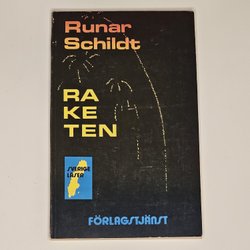 Runar
Schildt
RA
KE
TEN
SVERIGE
LÄSER
FÖRLAGSTJÄNST